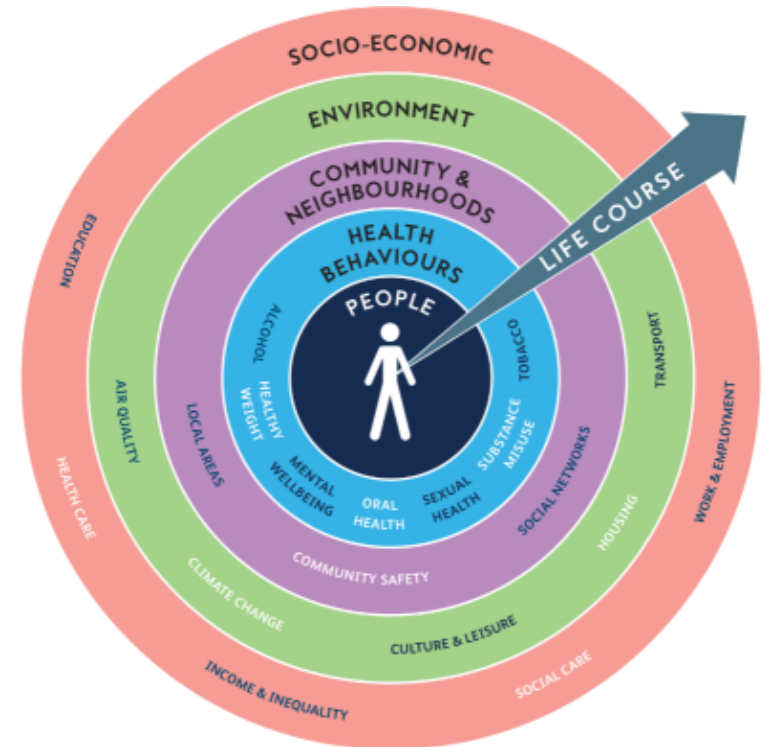 SOCIO-ECONOMIC
ENVIRONMENT
COMMUNITY &
NEIGHBOURHOODS
HEALTH
BEHAVIOURS
PEOPLE
LIFE COURSE
ALCOHOL
HEALTHY
WEIGHT
MENTAL
WELLBEING
ORAL
HEALTH
SEXUAL
HEALTH
SUBSTANCE
MISUSE
TOBACCO
LOCAL AREAS
COMMUNITY SAFETY
SOCIAL NETWORKS
AIR QUALITY
CLIMATE CHANGE
CULTURE & LEISURE
HOUSING
TRANSPORT
EDUCATION
HEALTH CARE
INCOME & INEQUALITY
SOCIAL CARE
WORK & EMPLOYMENT